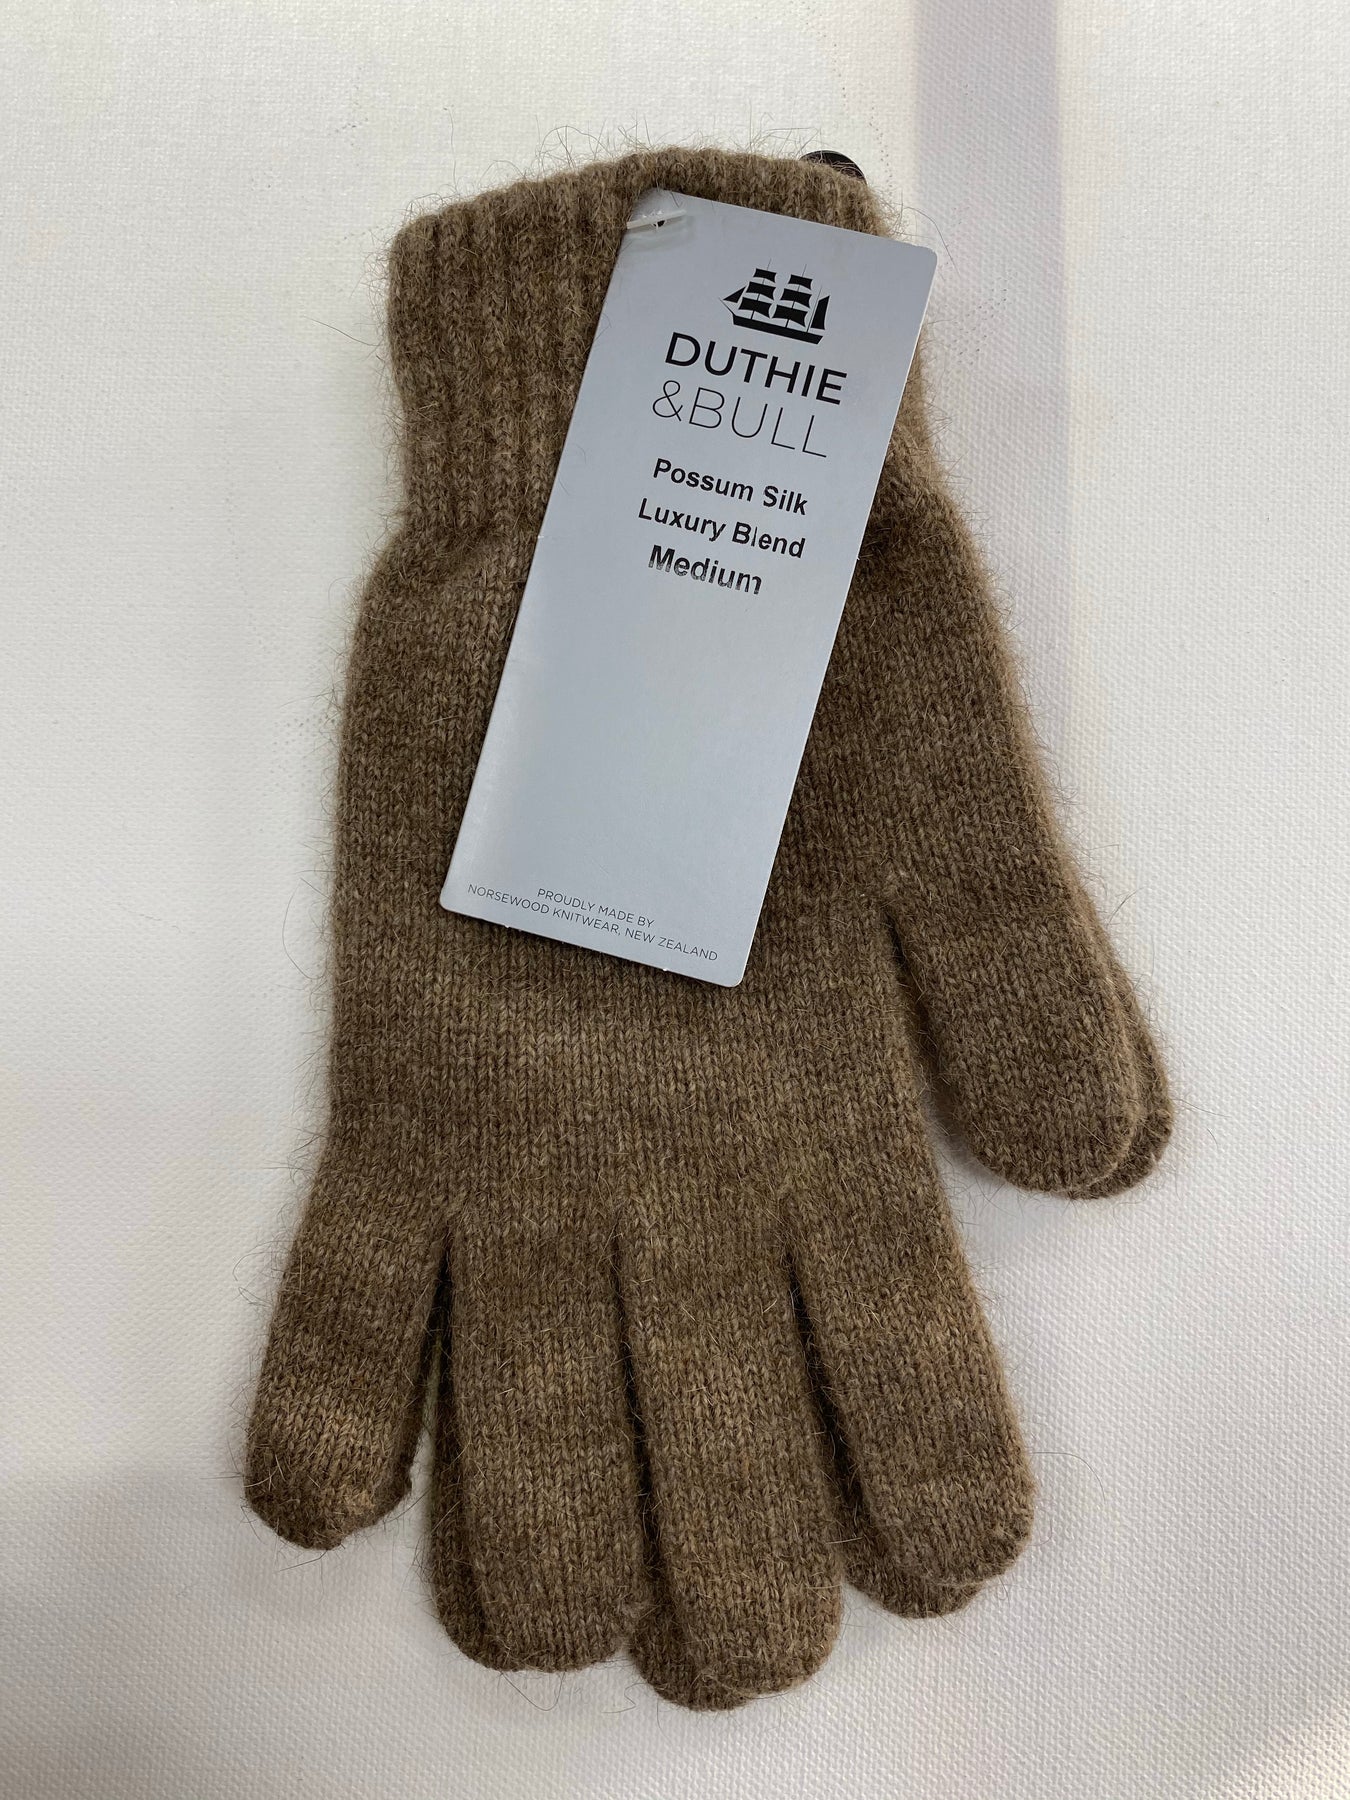 DUTHIE
&BULL
Possum Silk
Luxury Blend
Medium
PROUDLY MADE BY
NORSEWOOD KNITWEAR, NEW ZEALAND